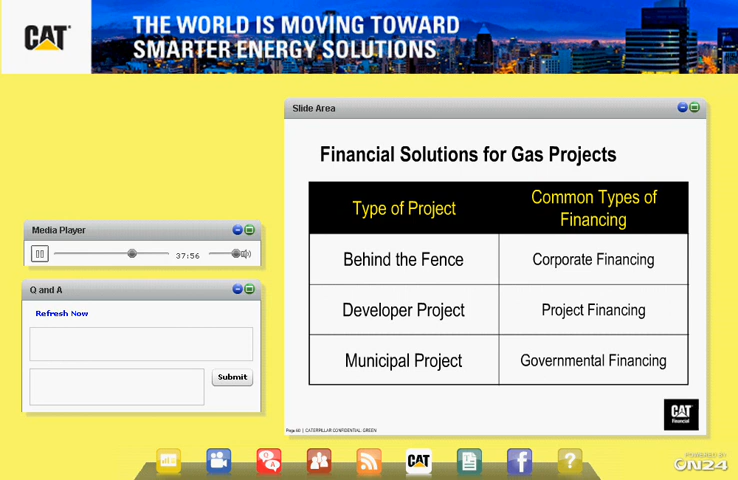 CAT
THE WORLD IS MOVING TOWARD
SMARTER ENERGY SOLUTIONS
Slide Area
Financial Solutions for Gas Projects
Type of Project
Common Types of
Financing
Behind the Fence
Corporate Financing
Developer Project
Project Financing
Municipal Project
Governmental Financing
CAT
Financial
CATERPILLAR CONFIDENTIAL: GREEN
Media Player
37:56
Q and A
Refresh Now
Submit
Q
A
CAT
f
?
POWERED BY
ON24